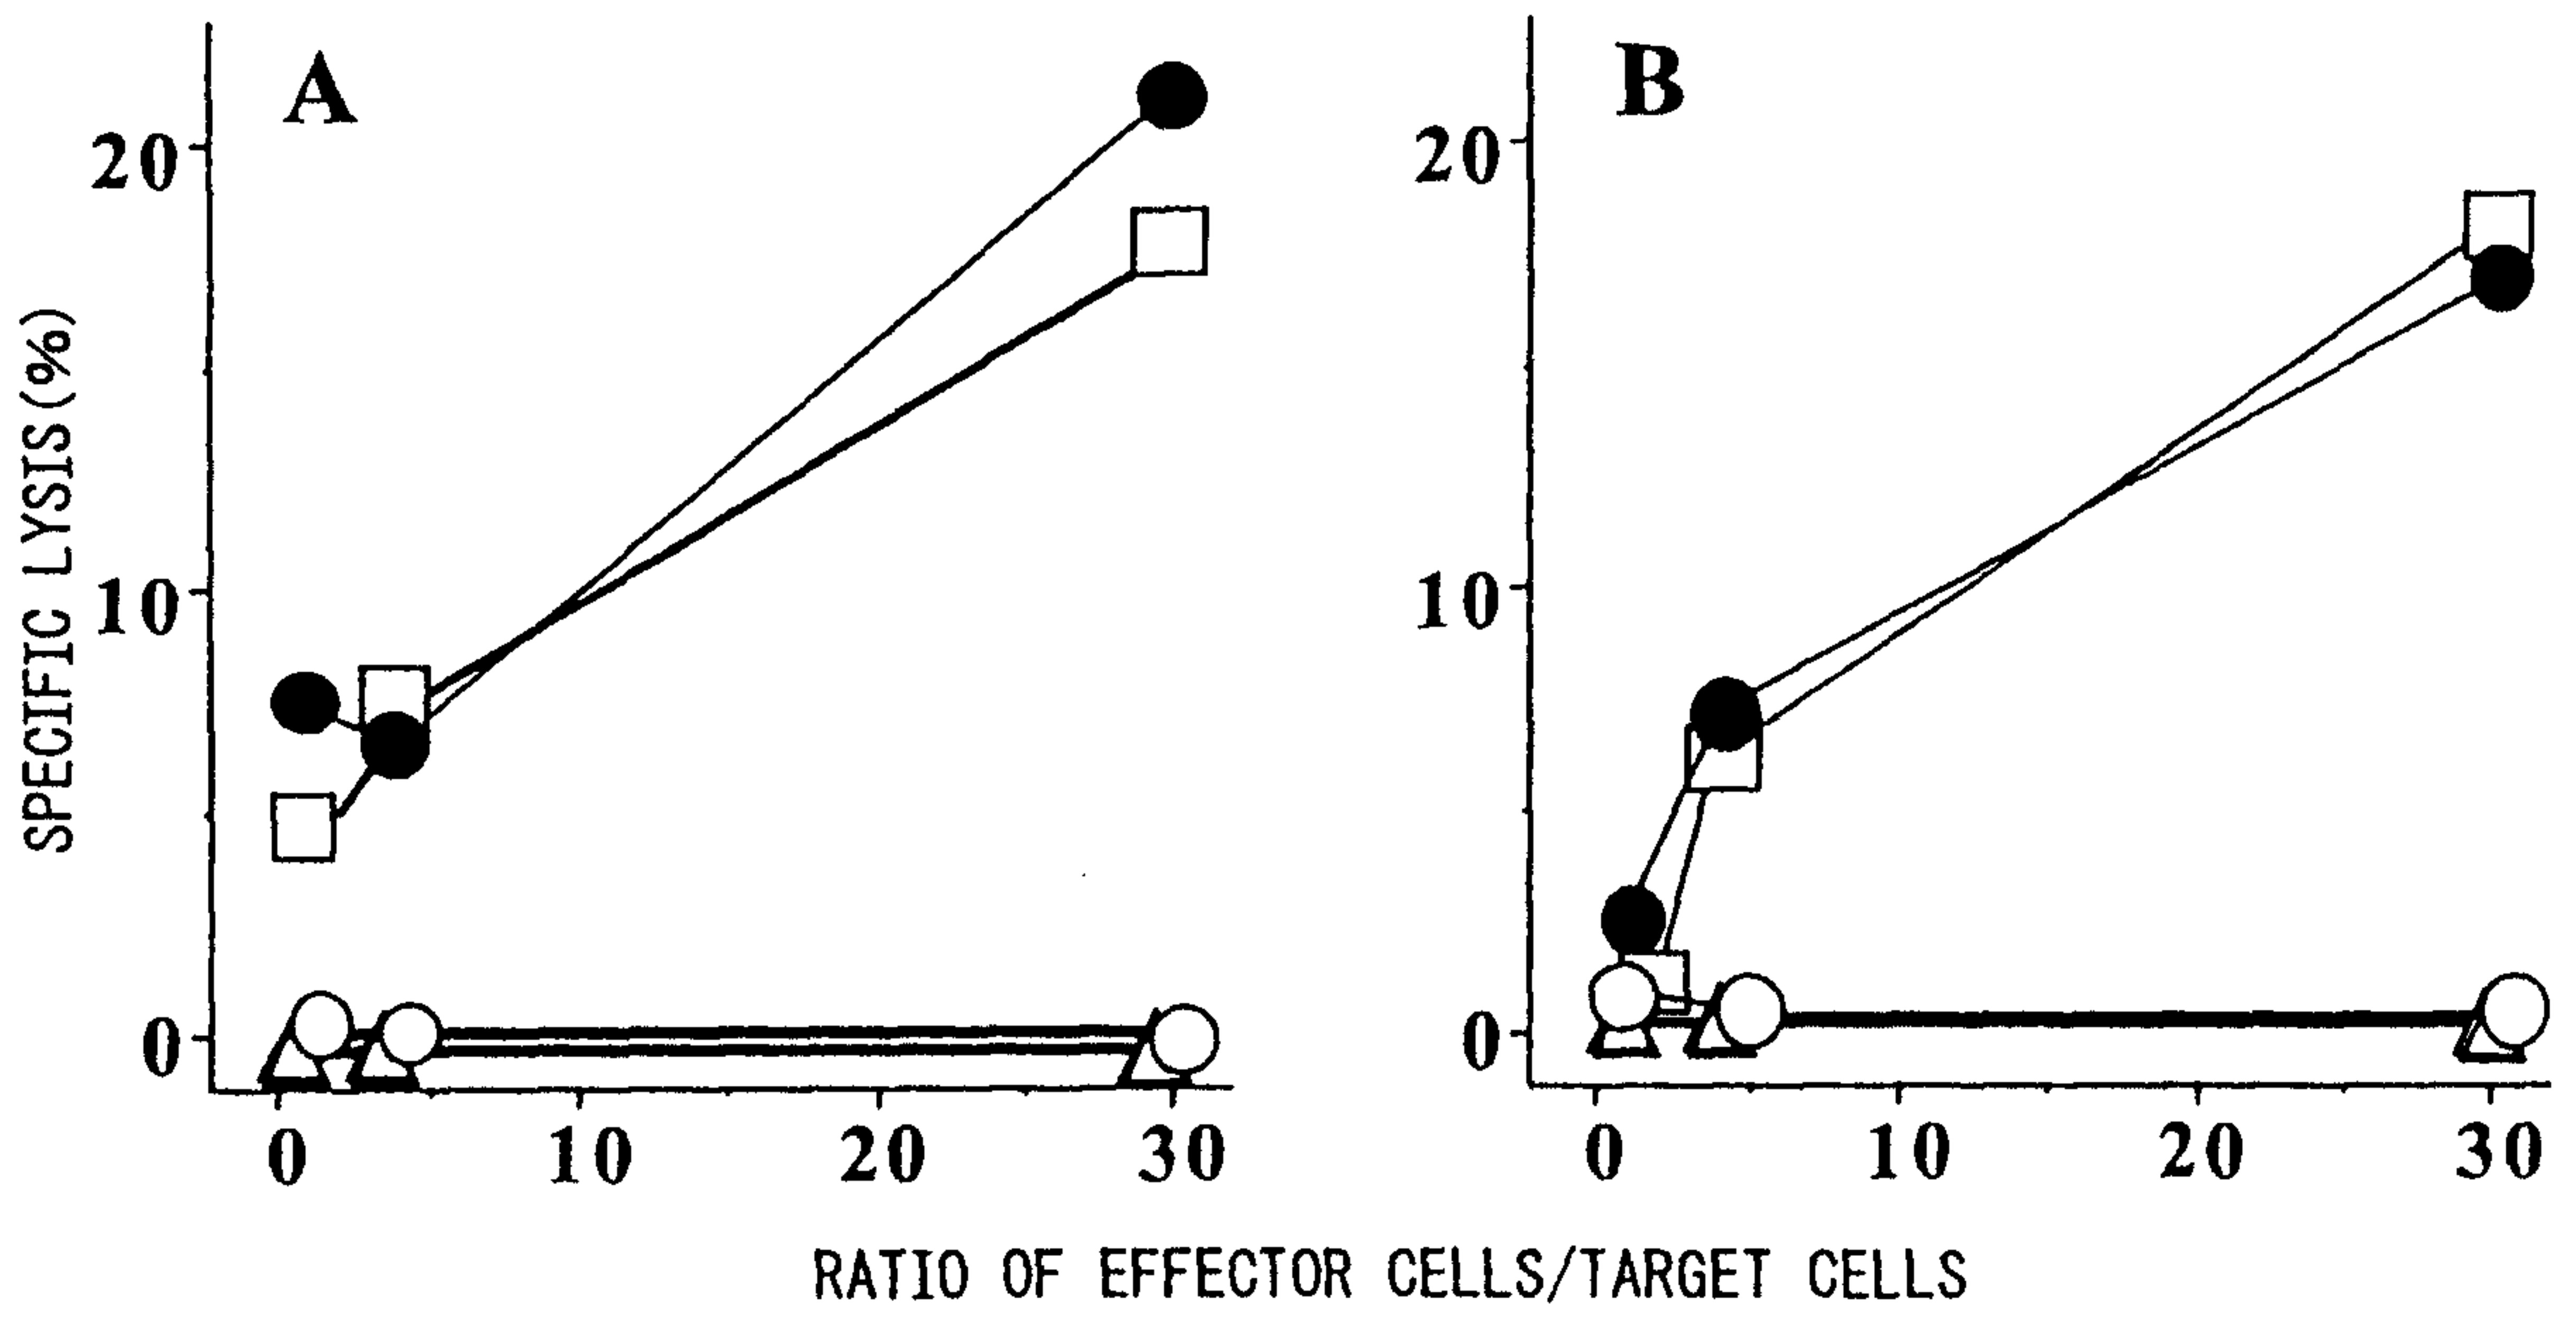 A
B
20
10
0
20
10
0
SPECIFIC LYSIS(%)
0 10 20 30
0 10 20 30
RATIO OF EFFECTOR CELLS/TARGET CELLS